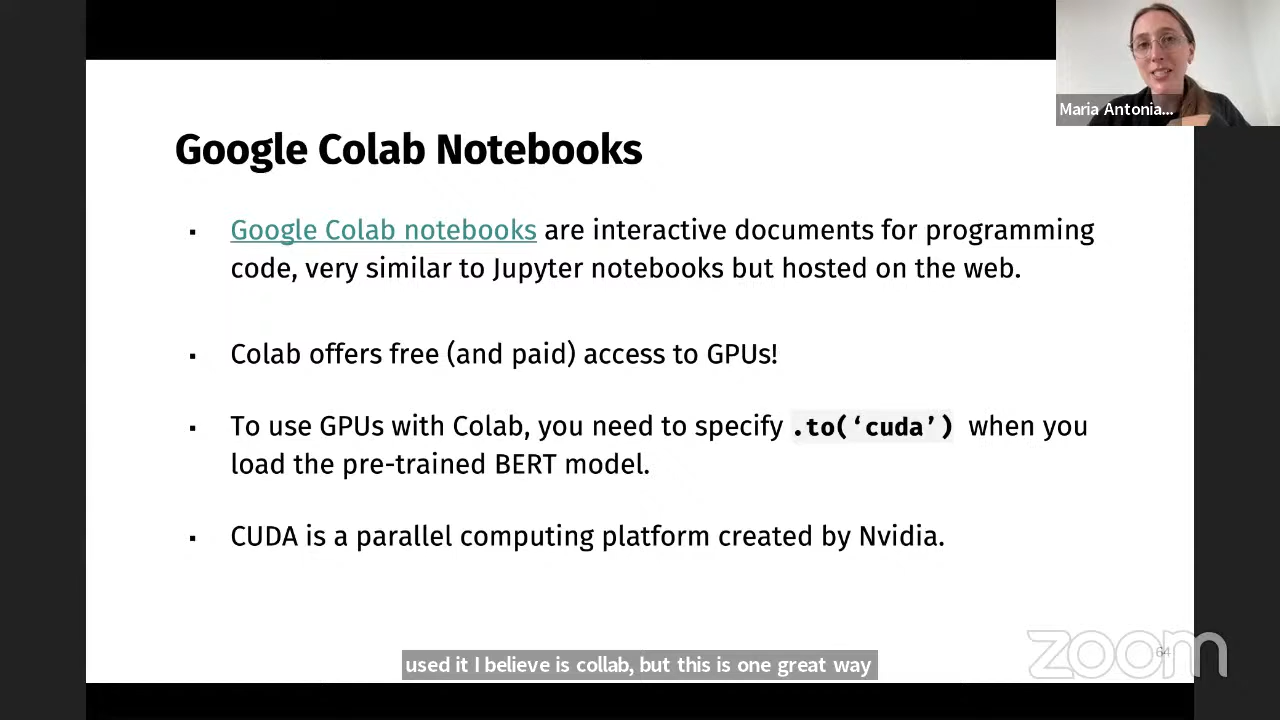 Maria Antonia...
Google Colab Notebooks
▪ Google Colab notebooks are interactive documents for programming
code, very similar to Jupyter notebooks but hosted on the web.
▪ Colab offers free (and paid) access to GPUs!
▪ To use GPUs with Colab, you need to specify .to(‘cuda’) when you
load the pre-trained BERT model.
▪ CUDA is a parallel computing platform created by Nvidia.
used it I believe is collab, but this is one great way
zoom
64